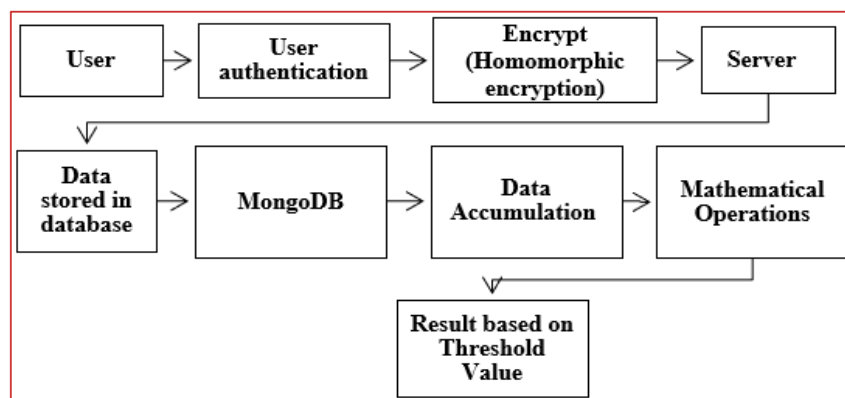 User
User
authentication
Encrypt
(Homomorphic
encryption)
Server
Data
stored in
database
MongoDB
Data
Accumulation
Mathematical
Operations
Result based on
Threshold
Value